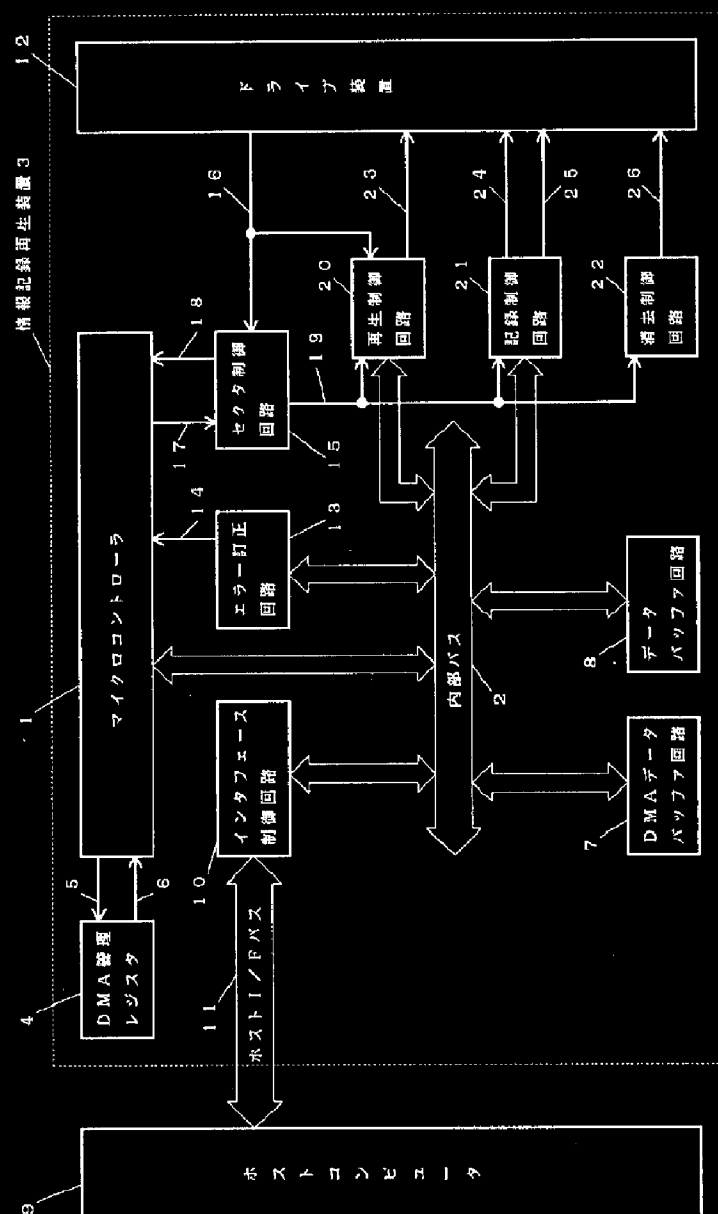 情報記録再生装置3
12
ドライブ装置
16
23
24
25
26
1
マイクロコントローラ
18
17
14
セクタ制御
回路
15
19
20
再生制御
回路
21
記録制御
回路
22
消去制御
回路
エラー訂正
回路
13
5
6
4
DMA管理
レジスタ
10
インタフェース
制御回路
11
ホストI/Fバス
内部バス
2
7
DMAデータ
バッファ回路
8
データ
バッファ回路
9
ホストコンピュータ